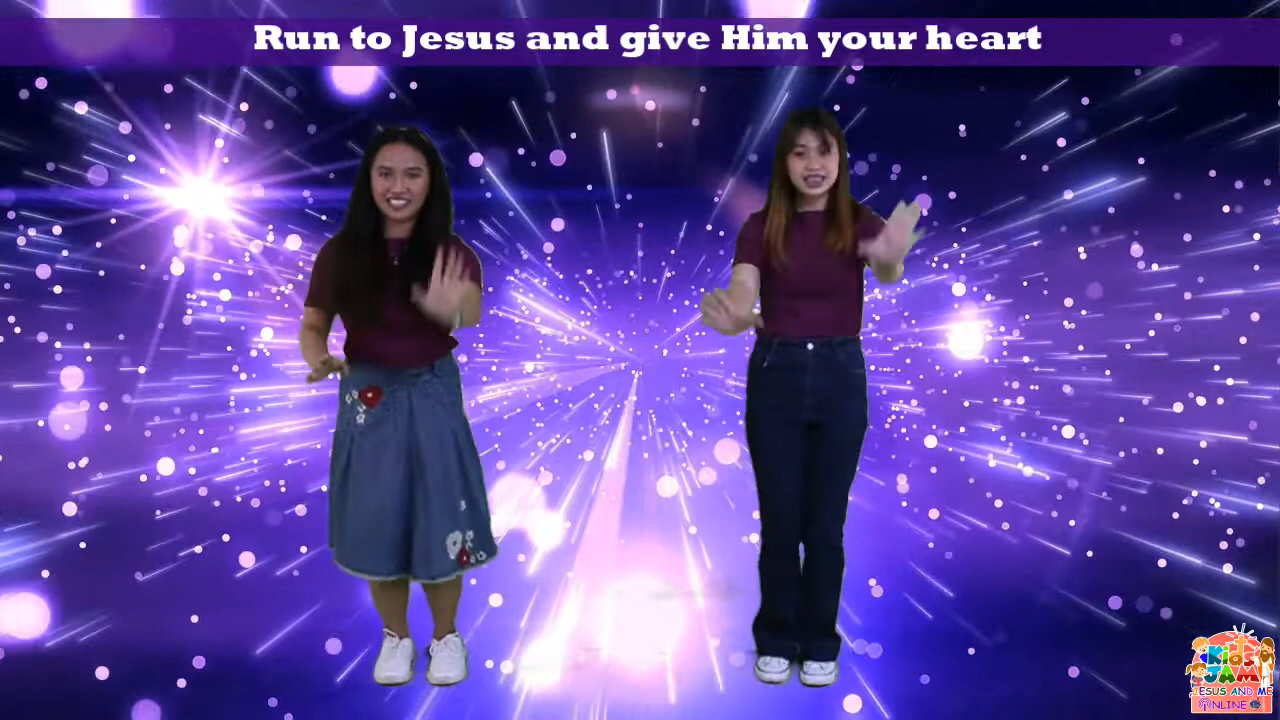 Run to Jesus and give Him your heart
KiDS
JAM
JESUS AND ME
ONLINE